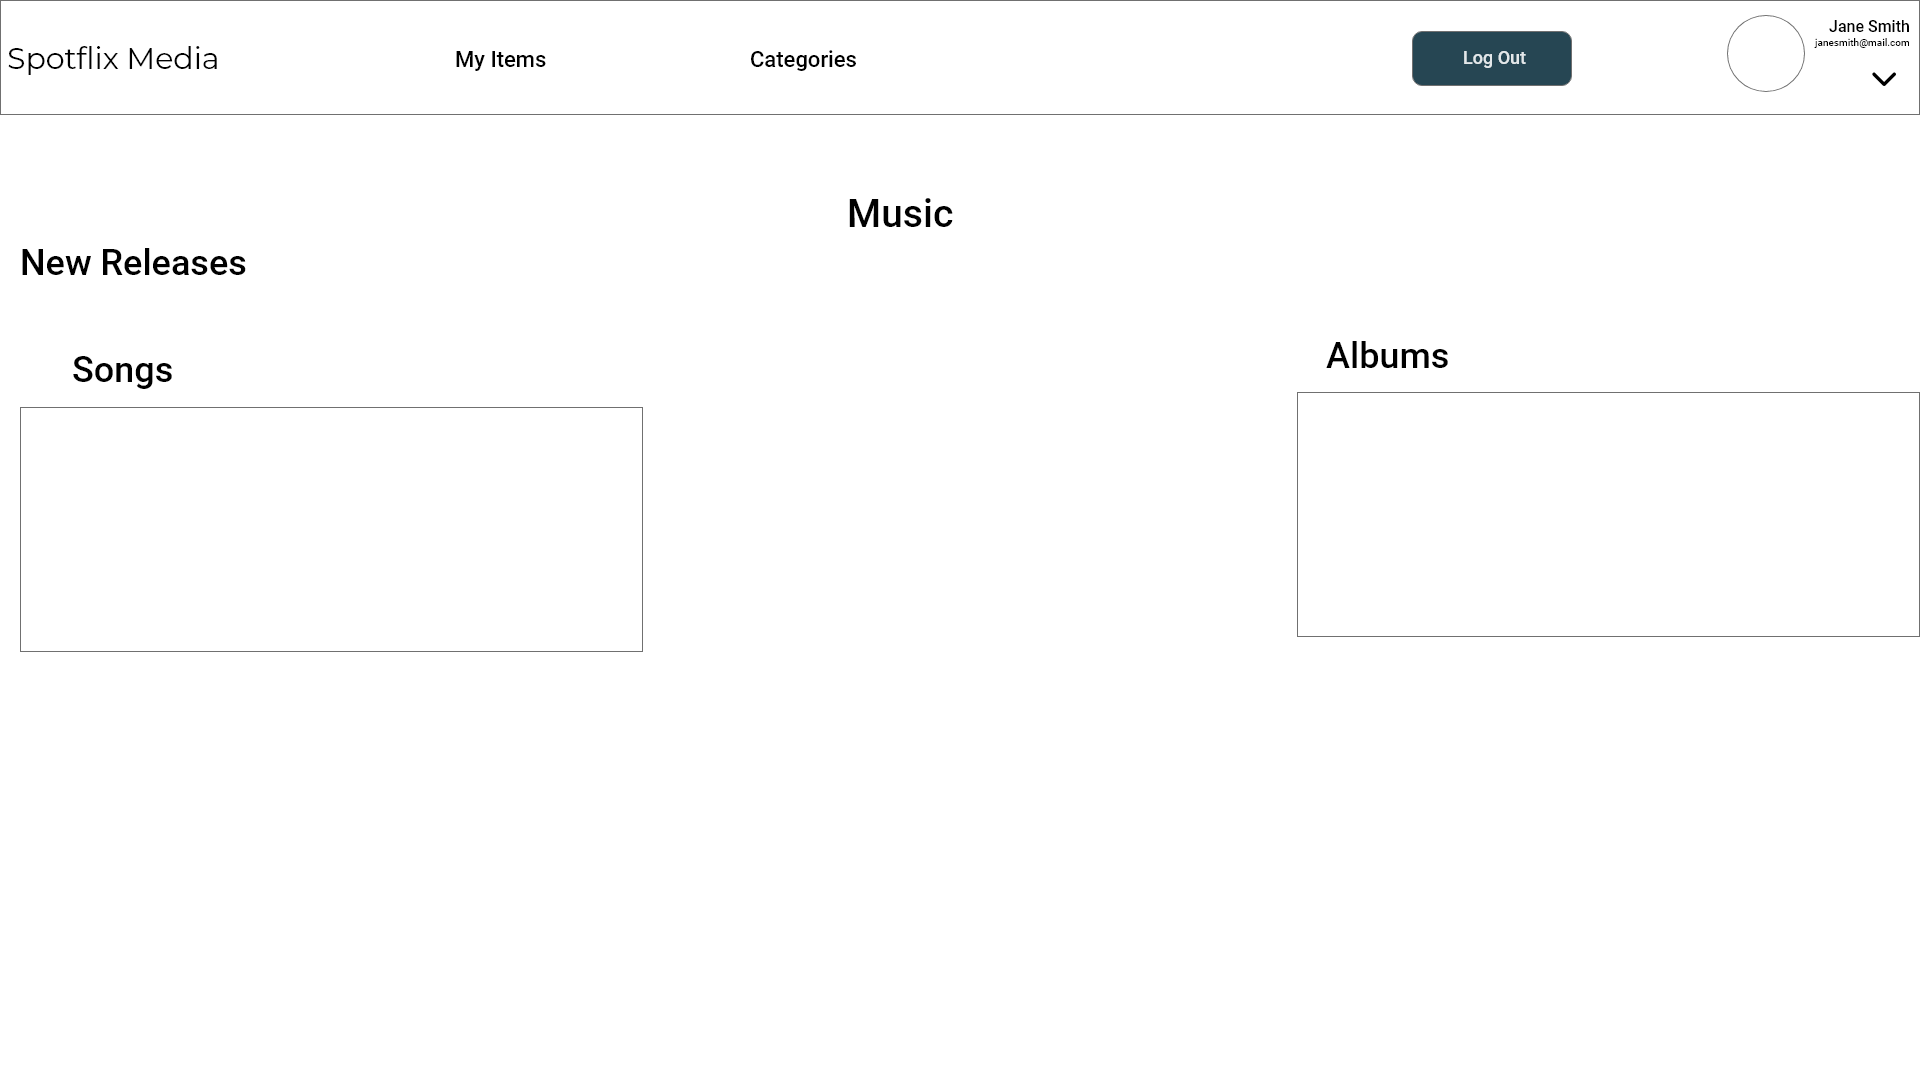 Spotflix Media
My Items
Categories
Log Out
Jane Smith
janesmith@mail.com
Music
New Releases
Songs
Albums